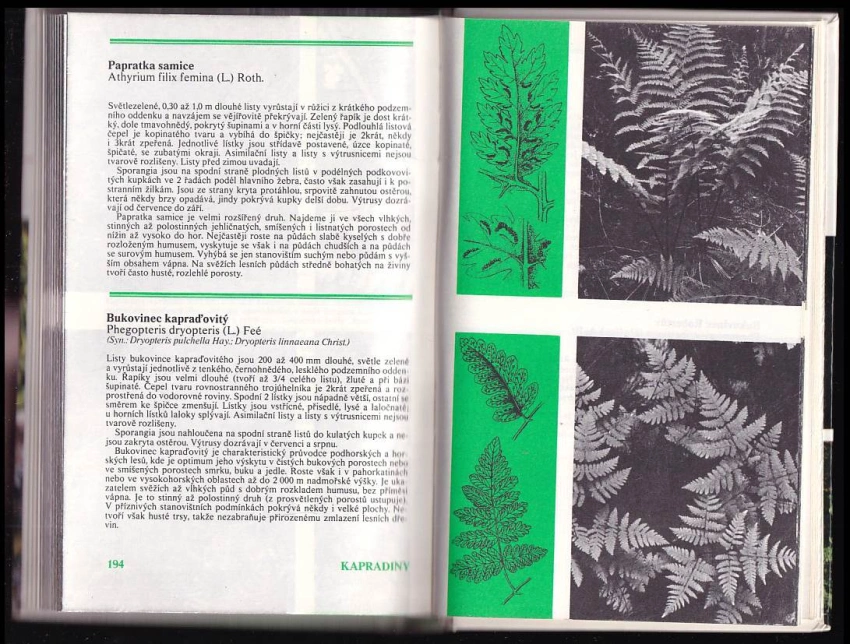 Papratka samice
Athyrium filix femina (L.) Roth.
Světlezelené, 0,30 až 1,0 m dlouhé listy vyrůstají v růžici z krátkého podzem-
ního oddenku a navzájem se vějířovitě překrývají. Zelený řapík je dost krát-
ký, dole tmavohnědý, pokrytý šupinami a v horní části lysý. Podlouhlá listová
čepel je kopinatého tvaru a vybíhá do špičky; nejčastěji je 2krát, někdy
i 3krát zpeřená. Jednotlivé lístky jsou střídavě postavené, úzce kopinaté,
špičaté, se zubatými okraji. Asimilační listy a listy s výtrusnicemi nejsou
tvarově rozlišeny. Listy před zimou uvadají.
Sporangia jsou na spodní straně plodných listů v podélných podkovovi-
tých kupkách ve 2 řadách podél hlavního žebra, často však zasahují i k po-
stranním žilkám. Jsou ze strany kryta protáhlou, srpovitě zahnutou ostěrou,
která někdy brzy opadává, jindy pokrývá kupky delší dobu. Výtrusy dozrá-
vají od července do září.
Papratka samice je velmi rozšířený druh. Najdeme ji ve všech vlhkých,
stinných až polostinných jehličnatých, smíšených i listnatých porostech od
nížin až vysoko do hor. Nejčastěji roste na půdách slabě kyselých s dobře
rozloženým humusem, vyskytuje se však i na půdách chudších a na půdách
se surovým humusem. Vyhýbá se jen stanovištím suchým nebo půdám s vyš-
ším obsahem vápna. Na svěžích lesních půdách středně bohatých na živiny
tvoří často husté, rozlehlé porosty.
Bukovinec kapraďovitý
Phegopteris dryopteris (L.) Feé
(Syn.: Dryopteris pulchella Hay.; Dryopteris linnaeana Christ.)
Listy bukovince kapraďovitého jsou 200 až 400 mm dlouhé, světle zelené
a vyrůstají jednotlivě z tenkého, černohnědého, lesklého podzemního odden-
ku. Řapíky jsou velmi dlouhé (tvoří až 3/4 celého listu), žluté a při bázi
šupinaté. Čepel tvaru rovnostranného trojúhelníka je 2krát zpeřená a roz-
prostřená do vodorovné roviny. Spodní 2 lístky jsou nápadně větší, ostatní se
směrem ke špičce zmenšují. Lístky jsou vstřícné, přisedlé, lysé a laločnaté,
u horních lístků laloky splývají. Asimilační listy a listy s výtrusnicemi nejsou
tvarově rozlišeny.
Sporangia jsou nahloučena na spodní straně listů do kulatých kupek a ne-
jsou zakryta ostěrou. Výtrusy dozrávají v červenci a srpnu.
Bukovinec kapraďovitý je charakteristický průvodce podhorských a hor-
ských lesů, kde je optimum jeho výskytu v čistých bukových porostech nebo
ve smíšených porostech smrku, buku a jedle. Roste však i v pahorkatinách
nebo ve vysokohorských oblastech až do 2 000 m nadmořské výšky. Je uka-
zatelem svěžích až vlhkých půd s dobrým rozkladem humusu, bez příměsi
vápna. Je to stinný až polostinný druh (z prosvětlených porostů ustupuje).
V příznivých stanovištních podmínkách pokrývá někdy i velké plochy. Ne-
tvoří však husté trsy, takže nezabraňuje přirozenému zmlazení lesních dře-
vin.
194 KAPRADINY